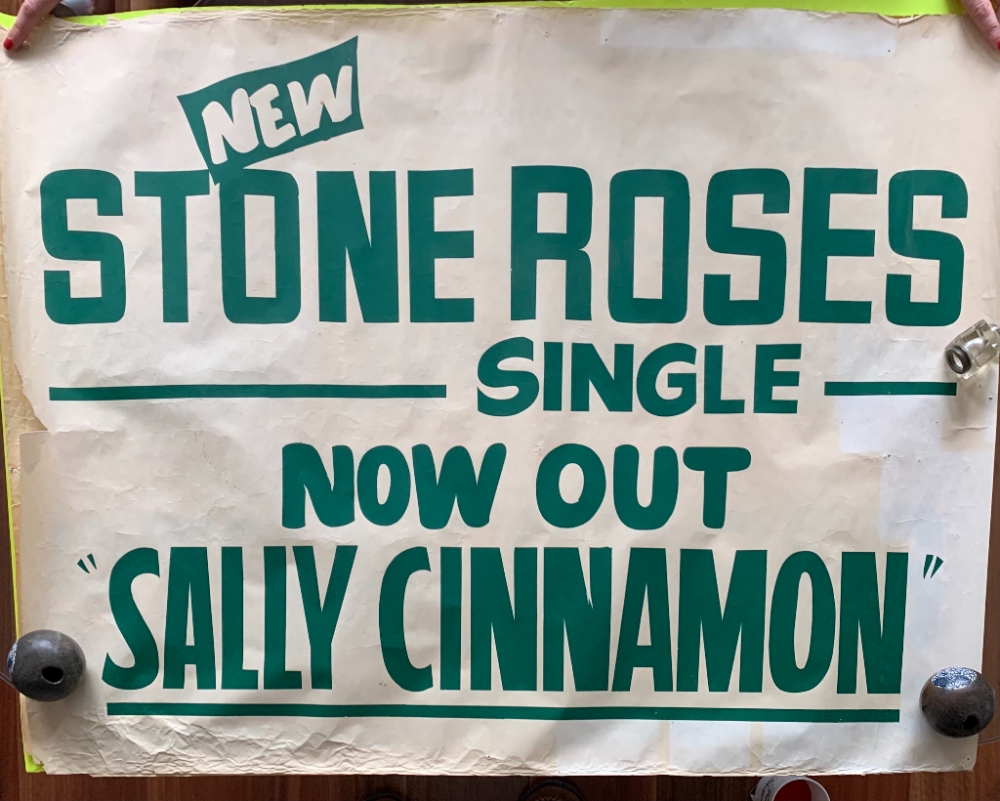 NEW
STONE ROSES
SINGLE
NOW OUT
"SALLY CINNAMON"